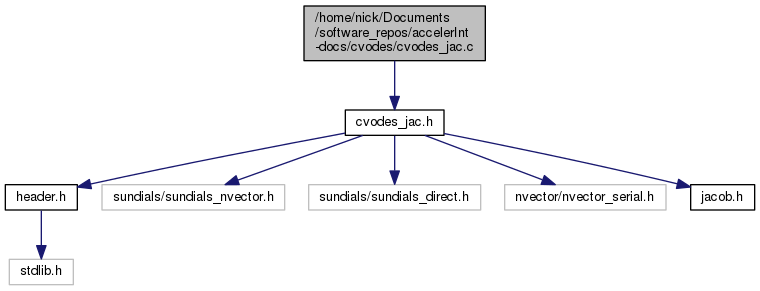 /home/nick/Documents
/software_repos/accelerInt
-docs/cvodes/cvodes_jac.c
cvodes_jac.h
header.h
sundials/sundials_nvector.h
sundials/sundials_direct.h
nvector/nvector_serial.h
jacob.h
stdlib.h